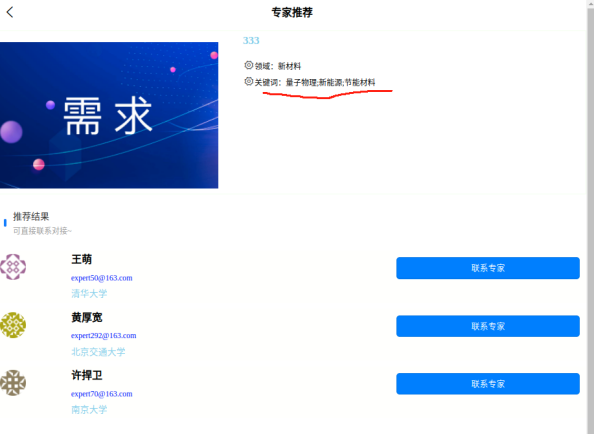 专家推荐
333
领域：新材料
关键词：量子物理;新能源;节能材料
需求
推荐结果
可直接联系对接~
王萌
expert50@163.com
清华大学
联系专家
黄厚宽
expert292@163.com
北京交通大学
联系专家
许捍卫
expert70@163.com
南京大学
联系专家